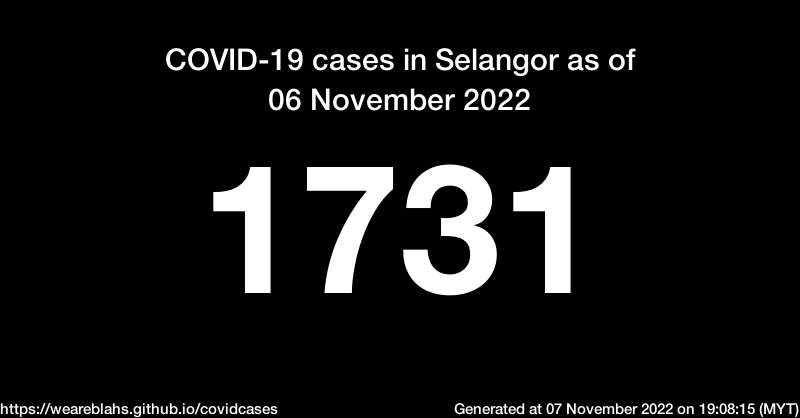 COVID-19 cases in Selangor as of
06 November 2022
1731
https://weareblahs.github.io/covidcases
Generated at 07 November 2022 on 19:08:15 (MYT)